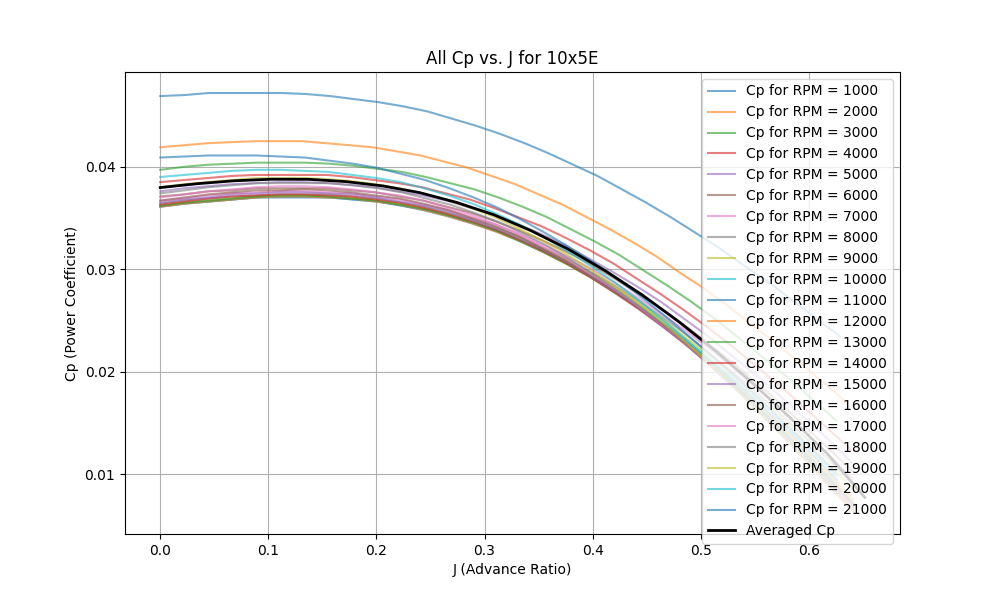 All Cp vs. J for 10x5E
Cp (Power Coefficient)
0.04
0.03
0.02
0.01
0.0 0.1 0.2 0.3 0.4 0.5 0.6
J (Advance Ratio)
Cp for RPM = 1000
Cp for RPM = 2000
Cp for RPM = 3000
Cp for RPM = 4000
Cp for RPM = 5000
Cp for RPM = 6000
Cp for RPM = 7000
Cp for RPM = 8000
Cp for RPM = 9000
Cp for RPM = 10000
Cp for RPM = 11000
Cp for RPM = 12000
Cp for RPM = 13000
Cp for RPM = 14000
Cp for RPM = 15000
Cp for RPM = 16000
Cp for RPM = 17000
Cp for RPM = 18000
Cp for RPM = 19000
Cp for RPM = 20000
Cp for RPM = 21000
Averaged Cp